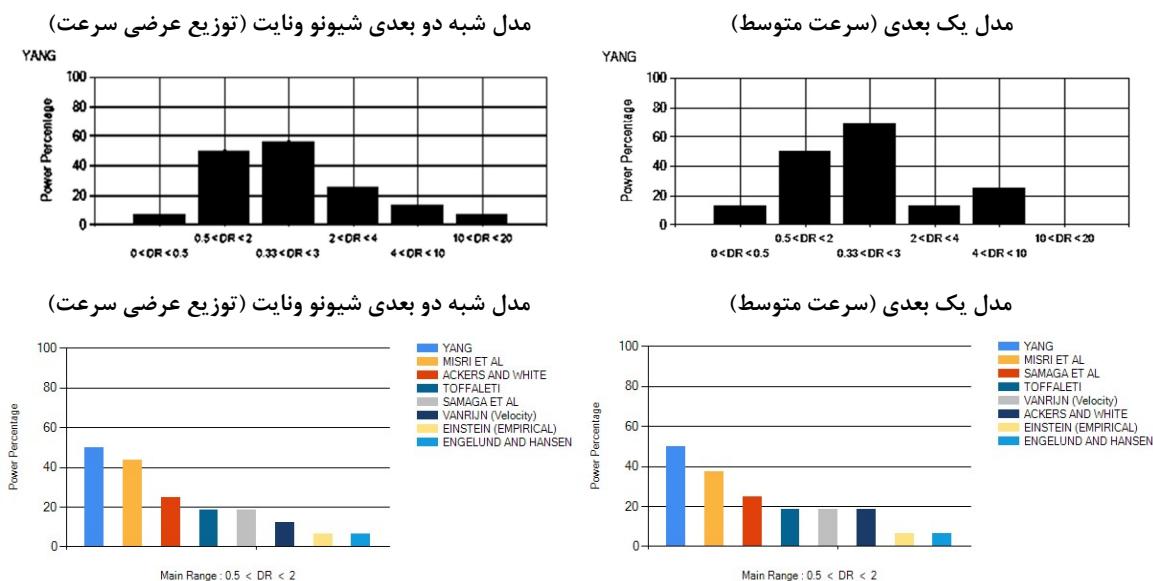 مدل یک بعدی (سرعت متوسط)
مدل شبه دو بعدی شیونو ونایت (توزیع عرضی سرعت)
YANG
100
80
60
40
20
0
Power Percentage
0.5 < DR < 2
2 < DR < 4
10 < DR < 20
0 < DR < 0.5
0.33 < DR < 3
4 < DR < 10
YANG
100
80
60
40
20
0
Power Percentage
0.5 < DR < 2
2 < DR < 4
10 < DR < 20
0 < DR < 0.5
0.33 < DR < 3
4 < DR < 10
مدل یک بعدی (سرعت متوسط)
مدل شبه دو بعدی شیونو ونایت (توزیع عرضی سرعت)
100
80
60
40
20
0
Power Percentage
YANG
MISRI ET AL
ACKERS AND WHITE
TOFFALETI
SAMAGA ET AL
VANRIJN (Velocity)
EINSTEIN (EMPIRICAL)
ENGELUND AND HANSEN
Main Range : 0.5 < DR < 2
100
80
60
40
20
0
Power Percentage
YANG
MISRI ET AL
SAMAGA ET AL
TOFFALETI
VANRIJN (Velocity)
ACKERS AND WHITE
EINSTEIN (EMPIRICAL)
ENGELUND AND HANSEN
Main Range : 0.5 < DR < 2